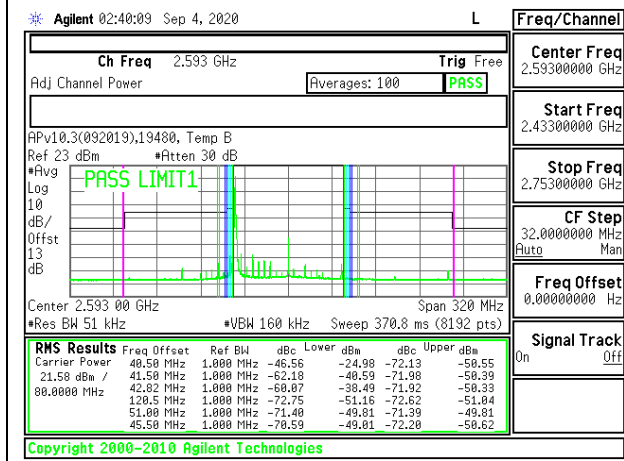 Agilent 02:40:09 Sep 4, 2020 L
Ch Freq 2.593 GHz Trig Free
Adj Channel Power Averages: 100 PASS
APv10.3(092019),19480, Temp B
Ref 23 dBm #Atten 30 dB
#Avg
Log
10
dB/
Offst
13
dB
PASS LIMIT1
Center 2.593 00 GHz Span 320 MHz
#Res BW 51 kHz #VBW 160 kHz Sweep 370.8 ms (8192 pts)
RMS Results Freq Offset Ref BW dBc Lower dBm dBc Upper dBm
Carrier Power 40.50 MHz 1.000 MHz -46.56 -24.98 -72.13 -50.55
21.58 dBm / 41.50 MHz 1.000 MHz -62.18 -40.59 -71.98 -50.39
80.0000 MHz 42.82 MHz 1.000 MHz -60.07 -38.49 -71.92 -50.33
120.5 MHz 1.000 MHz -72.75 -51.16 -72.62 -51.04
51.00 MHz 1.000 MHz -71.40 -49.81 -71.39 -49.81
45.50 MHz 1.000 MHz -70.59 -49.01 -72.20 -50.62
Copyright 2000-2010 Agilent Technologies
Freq/Channel
Center Freq
2.59300000 GHz
Start Freq
2.43300000 GHz
Stop Freq
2.75300000 GHz
CF Step
32.0000000 MHz
Auto Man
Freq Offset
0.00000000 Hz
Signal Track
On Off